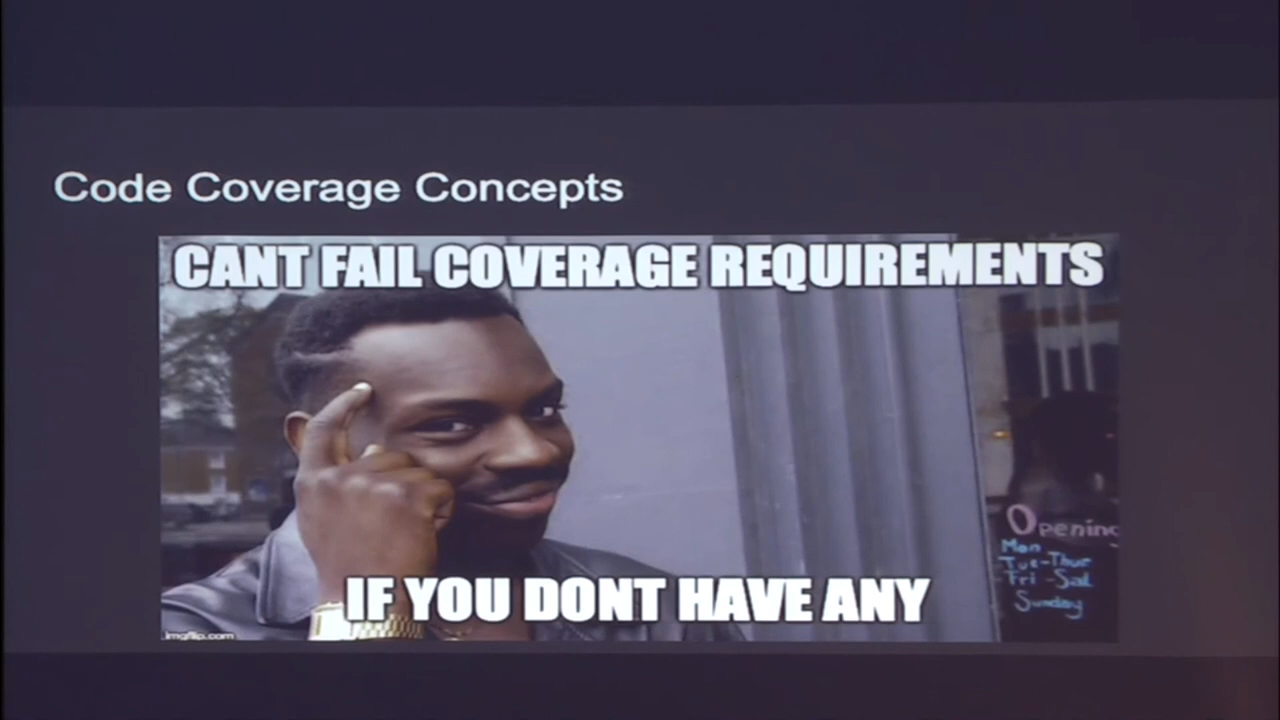 Code Coverage Concepts
CANT FAIL COVERAGE REQUIREMENTS
Opening
Mon
Tue-Thur
Fri -Sat
Sunday
IF YOU DONT HAVE ANY
imgflip.com